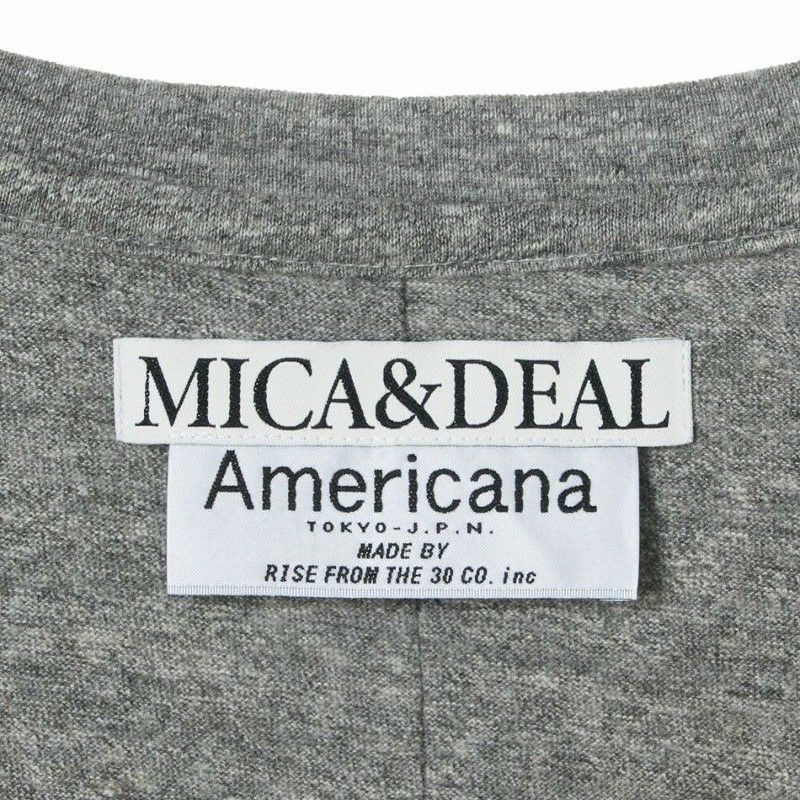 MICA&DEAL
Americana
TOKYO-J.P.N.
MADE BY
RISE FROM THE 30 CO. inc